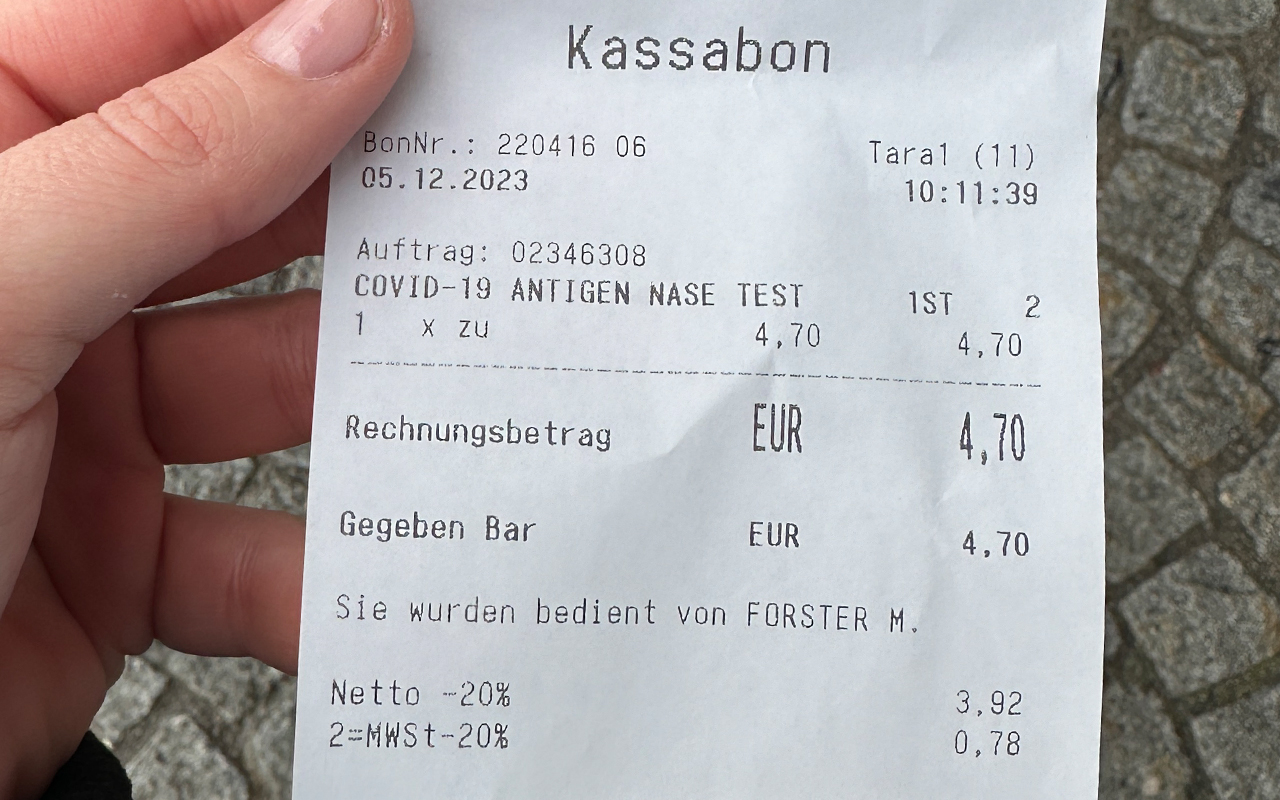 Kassabon
BonNr.: 220416 06 Tara1 (11)
05.12.2023 10:11:39
Auftrag: 02346308
COVID-19 ANTIGEN NASE TEST 1ST 2
1 x zu 4,70 4,70
Rechnungsbetrag EUR 4,70
Gegeben Bar EUR 4,70
Sie wurden bedient von FORSTER M.
Netto -20% 3,92
2=MWSt-20% 0,78